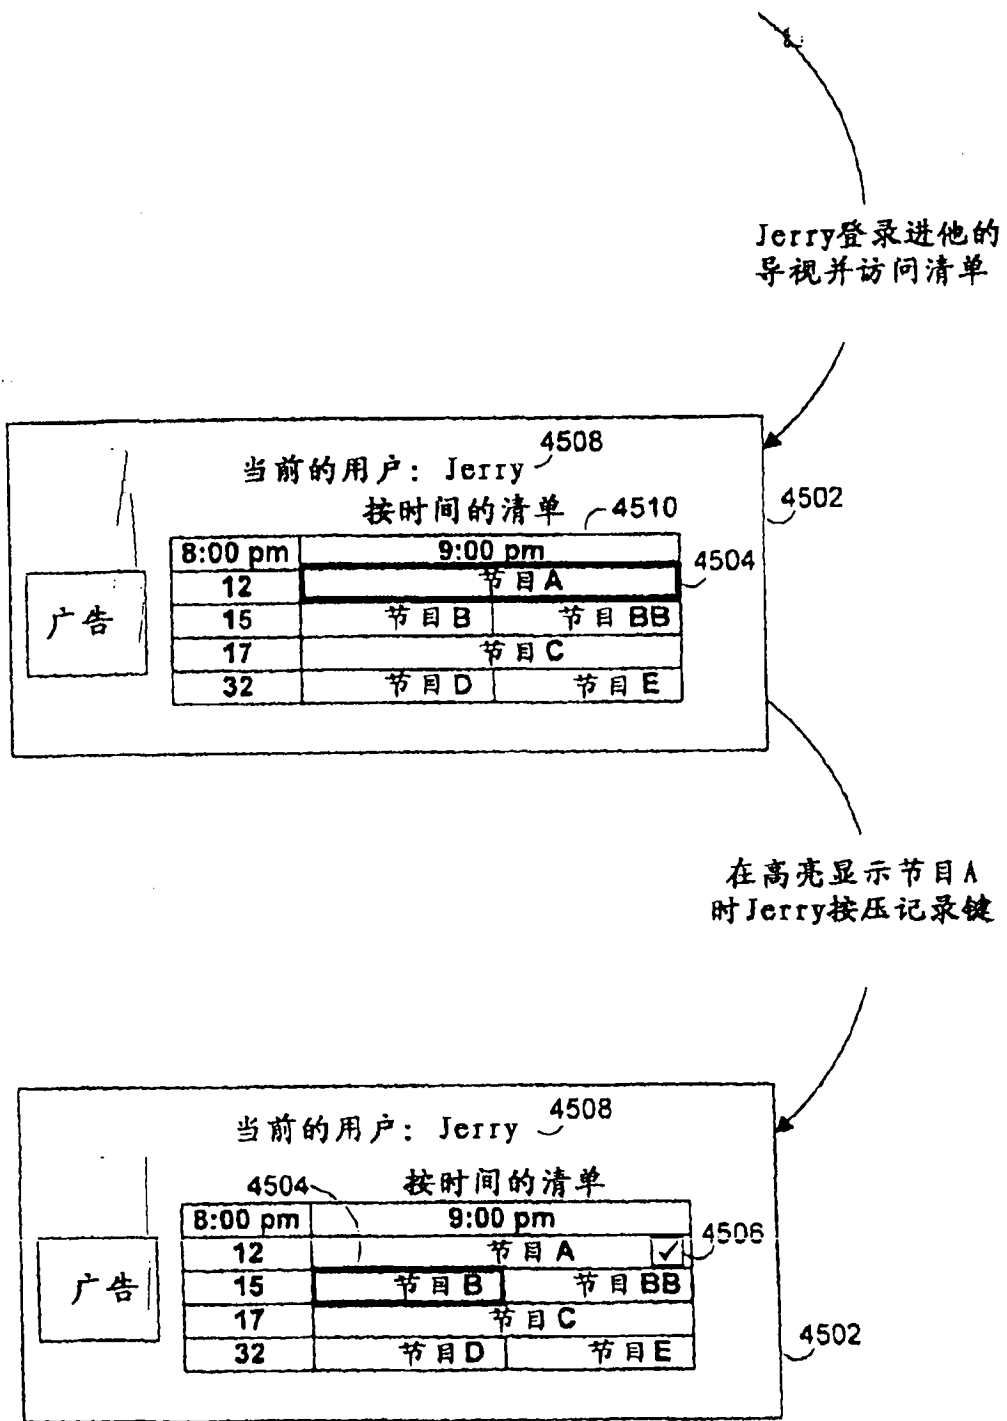 Jerry登录进他的
导视并访问清单
当前的用户: Jerry 4508
按时间的清单 4510
4502
8:00 pm 9:00 pm
4504
12 节目A
广告
15 节目B 节目BB
17 节目C
32 节目D 节目E
在高亮显示节目A
时Jerry按压记录键
当前的用户: Jerry 4508
4504 按时间的清单
8:00 pm 9:00 pm
4506
12 节目A
广告
15 节目B 节目BB
17 节目C
32 节目D 节目E
4502